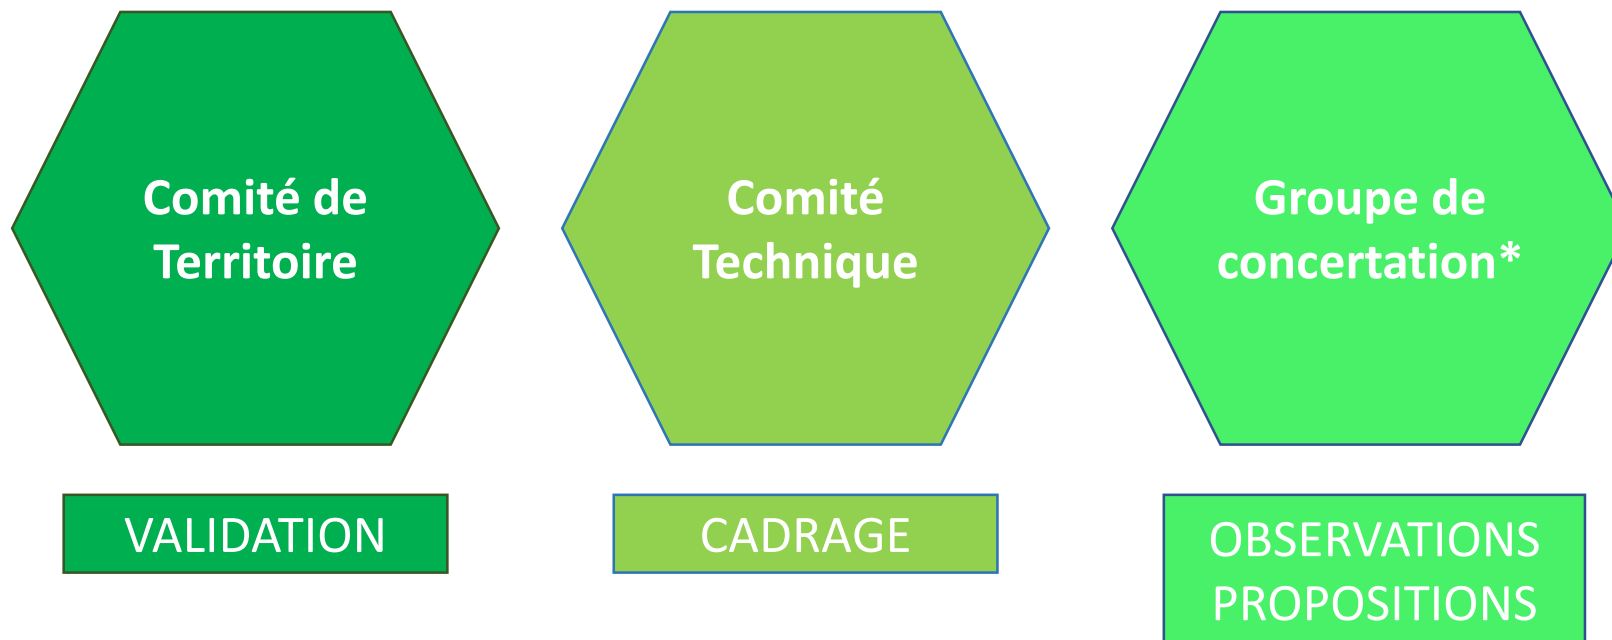 Comité de
Territoire
Comité
Technique
Groupe de
concertation*
VALIDATION
CADRAGE
OBSERVATIONS
PROPOSITIONS